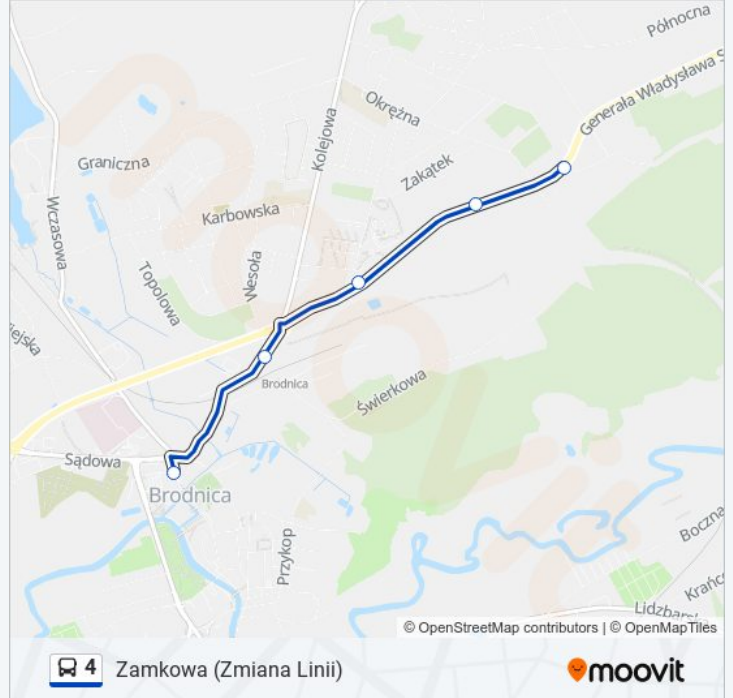 Północna
Generała Władysława S
Okrężna
Kolejowa
Zakątek
Graniczna
Karbowska
Wczasowa
Wesoła
Topolowa
iejska
Brodnica
Świerkowa
Sądowa
Brodnica
Przykop
Boczna
Krańc
Lidzbar
© OpenStreetMap contributors | © OpenMapTiles
4 Zamkowa (Zmiana Linii)
moovit